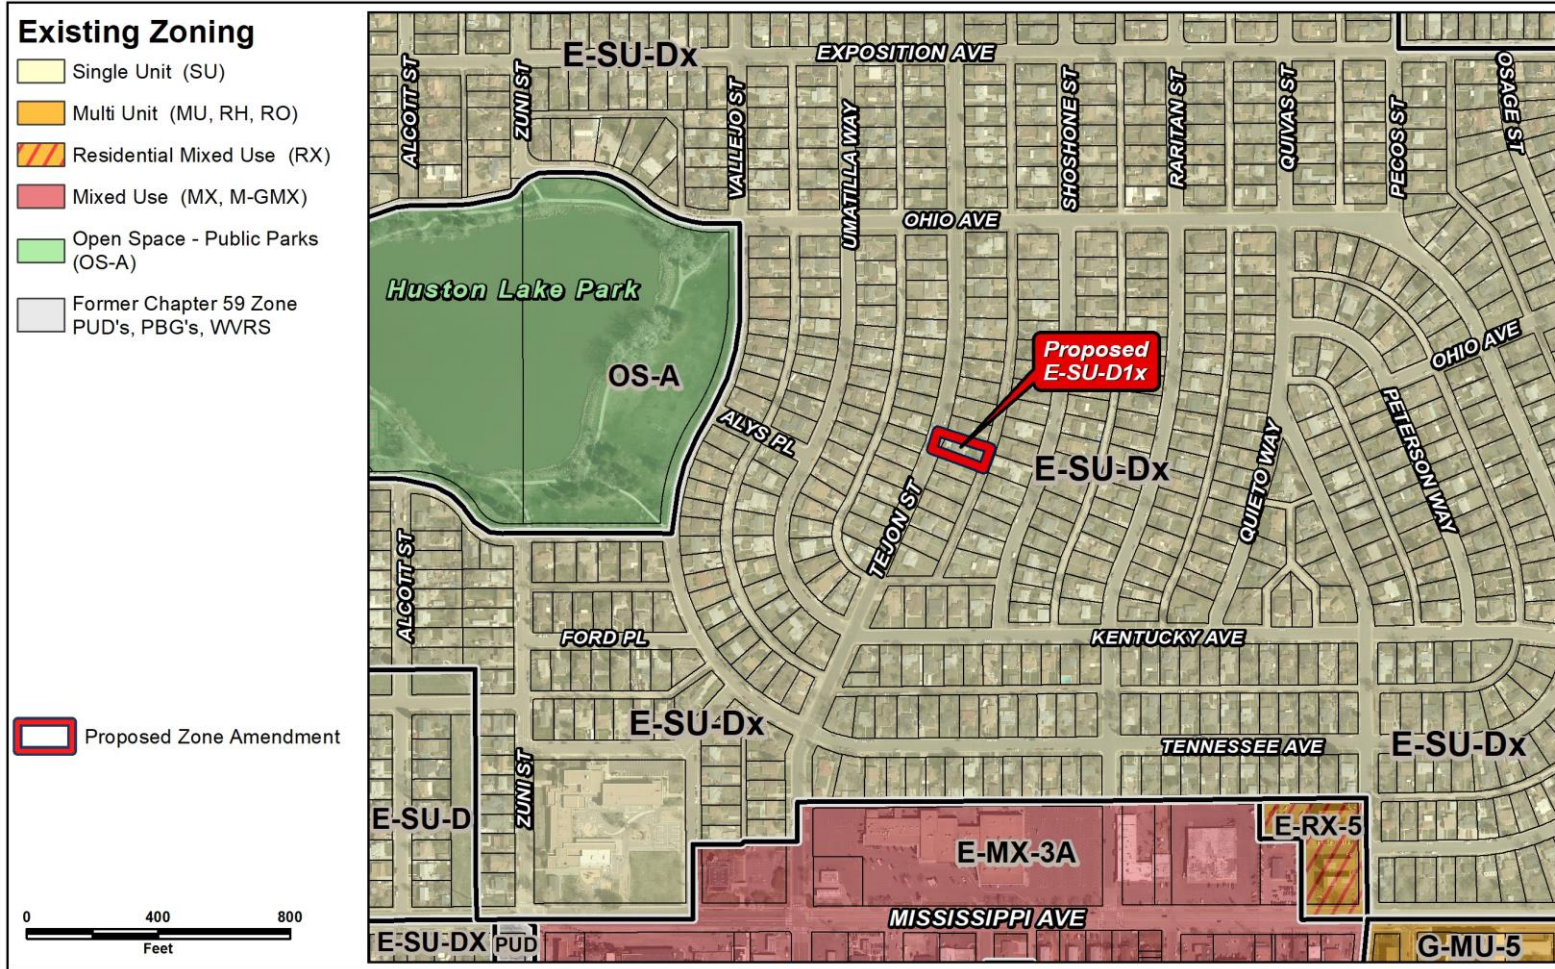 Existing Zoning
Single Unit (SU)
Multi Unit (MU, RH, RO)
Residential Mixed Use (RX)
Mixed Use (MX, M-GMX)
Open Space - Public Parks
(OS-A)
Former Chapter 59 Zone
PUD's, PBG's, WVRS
Proposed Zone Amendment
0 400 800
Feet
E-SU-Dx
EXPOSITION AVE
ALCOTT ST
ZUNI ST
VALLEJO ST
UMATILLA WAY
SHOSHONE ST
RARITAN ST
QUIVAS ST
PECOS ST
OSAGE ST
OHIO AVE
Huston Lake Park
OS-A
Proposed
E-SU-D1x
OHIO AVE
ALYS PL
E-SU-Dx
PETERSON WAY
QUIETO WAY
TEJON ST
ALCOTT ST
FORD PL
KENTUCKY AVE
E-SU-Dx
TENNESSEE AVE
E-SU-Dx
ZUNI ST
E-SU-D
E-MX-3A
E-RX-5
MISSISSIPPI AVE
E-SU-DX
PUD
G-MU-5